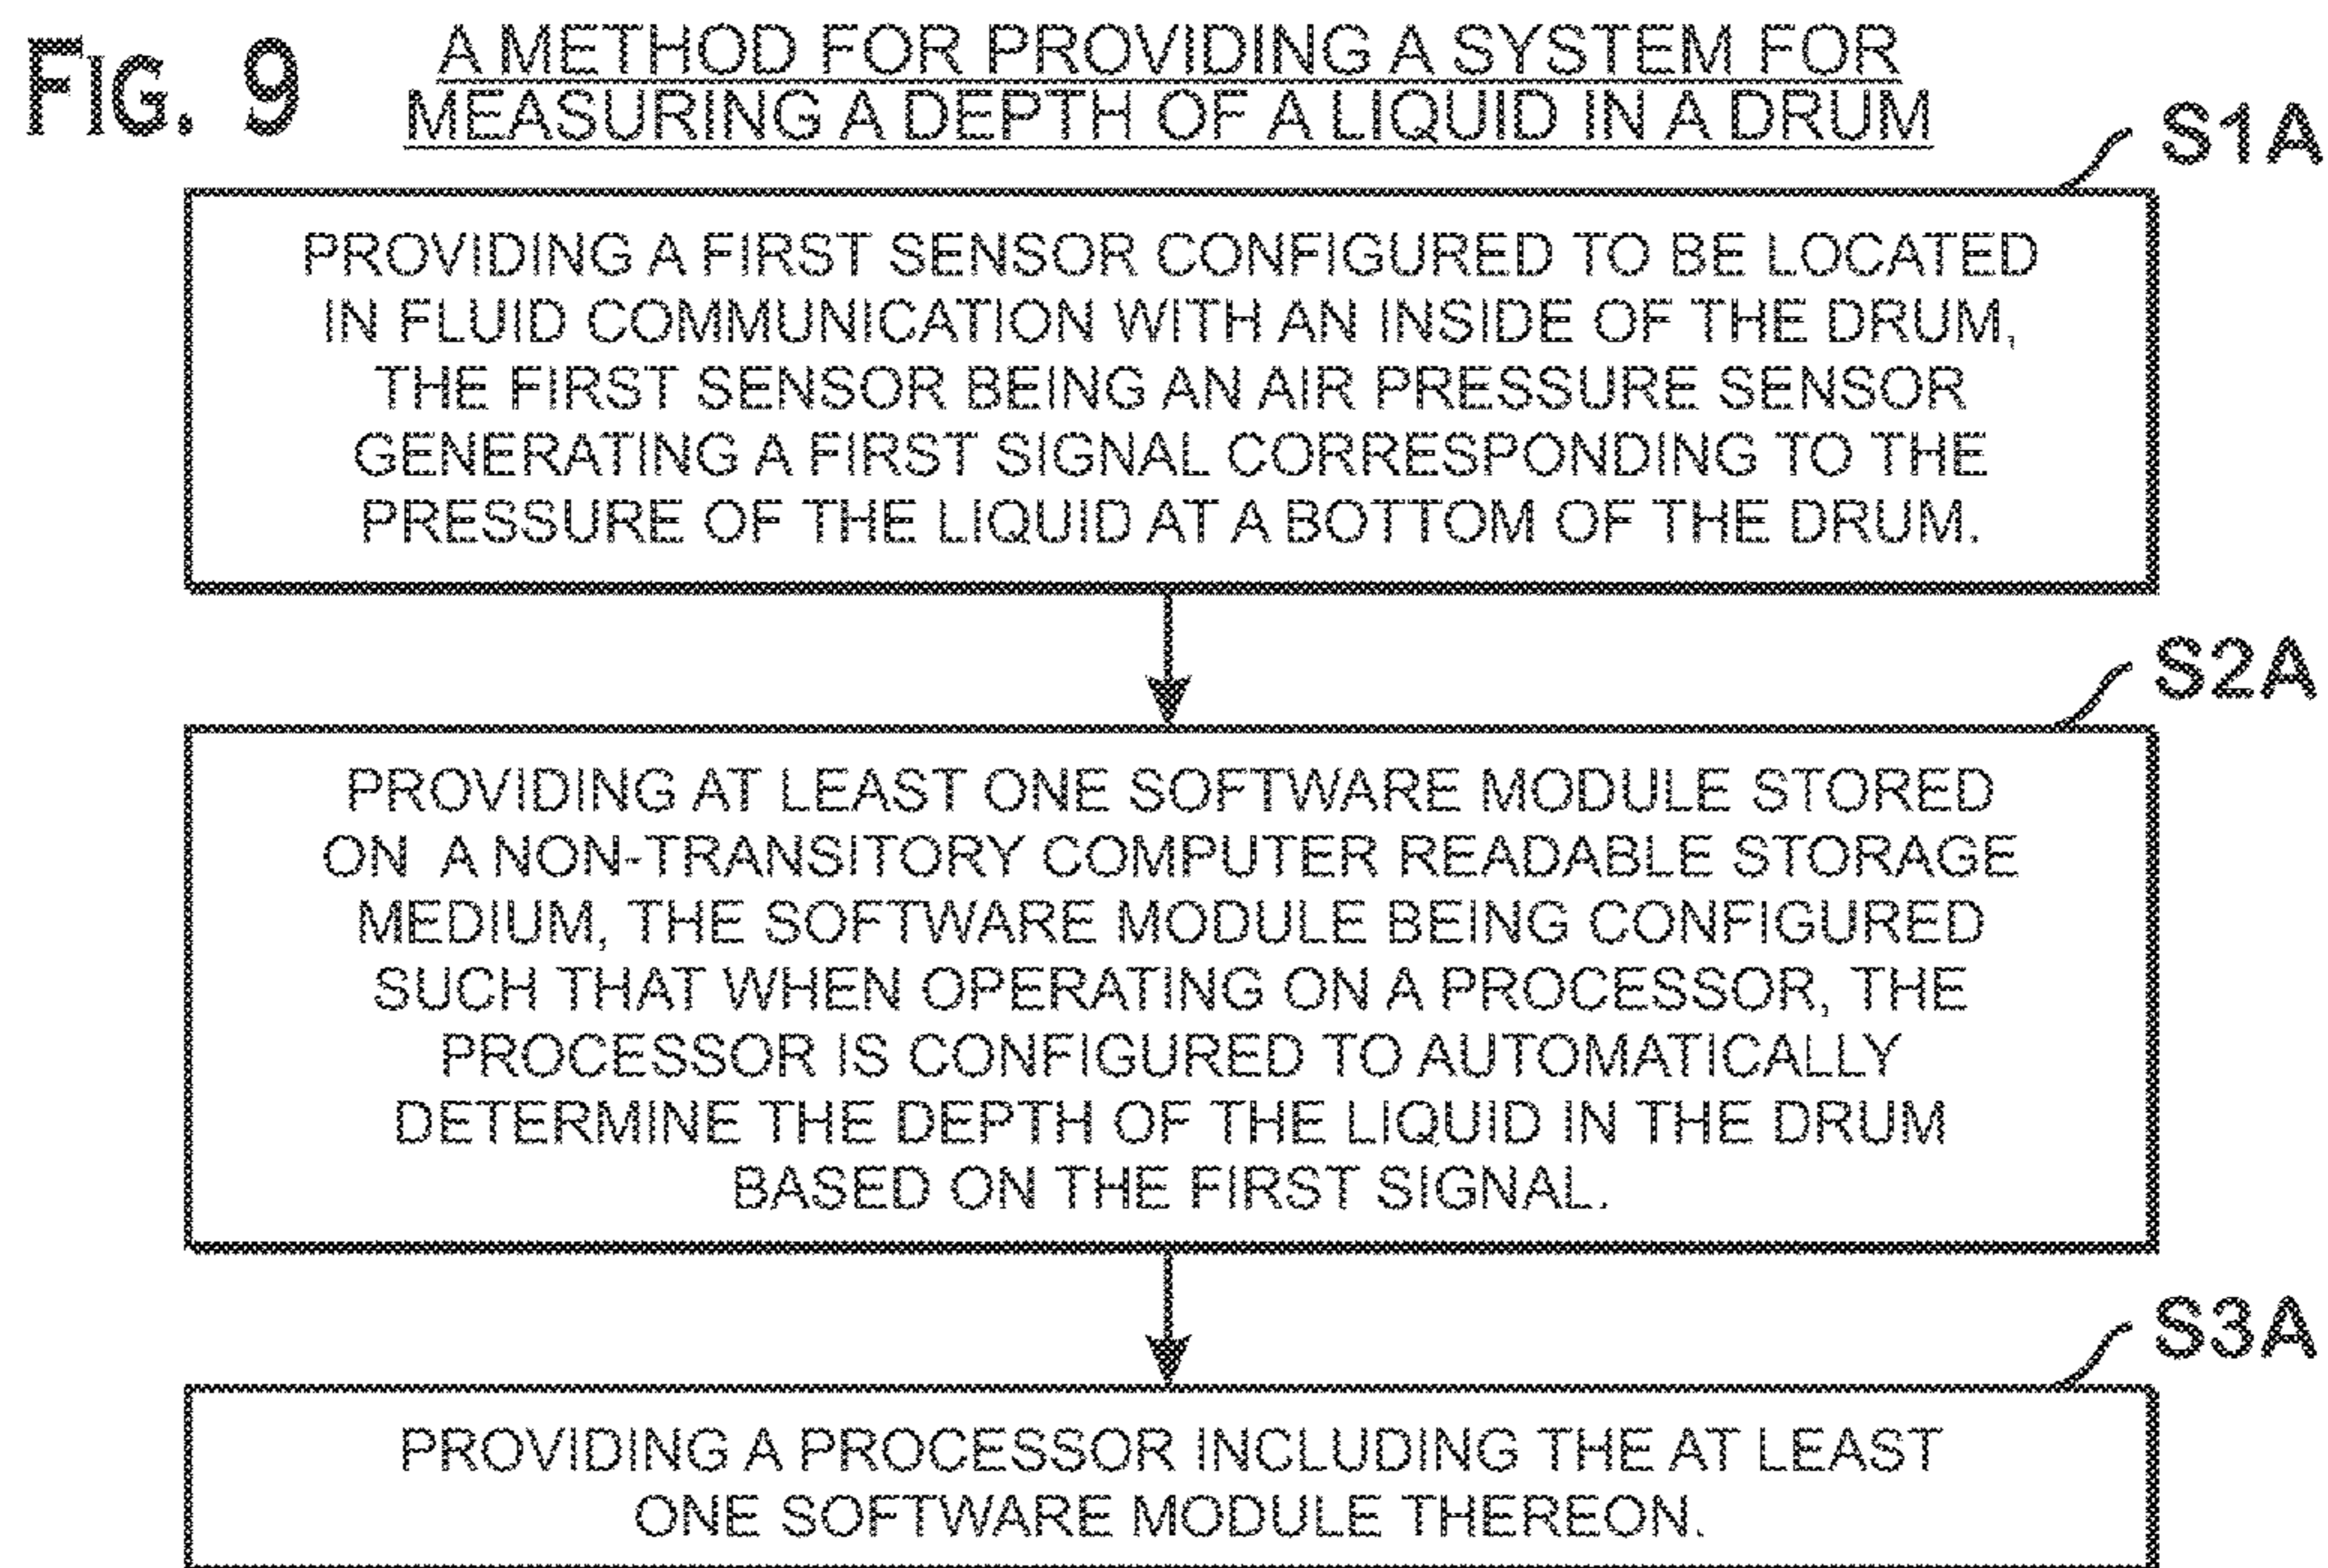 FIG. 9
A METHOD FOR PROVIDING A SYSTEM FOR
MEASURING A DEPTH OF A LIQUID IN A DRUM
S1A
PROVIDING A FIRST SENSOR CONFIGURED TO BE LOCATED
IN FLUID COMMUNICATION WITH AN INSIDE OF THE DRUM,
THE FIRST SENSOR BEING AN AIR PRESSURE SENSOR
GENERATING A FIRST SIGNAL CORRESPONDING TO THE
PRESSURE OF THE LIQUID AT A BOTTOM OF THE DRUM.
S2A
PROVIDING AT LEAST ONE SOFTWARE MODULE STORED
ON A NON-TRANSITORY COMPUTER READABLE STORAGE
MEDIUM, THE SOFTWARE MODULE BEING CONFIGURED
SUCH THAT WHEN OPERATING ON A PROCESSOR, THE
PROCESSOR IS CONFIGURED TO AUTOMATICALLY
DETERMINE THE DEPTH OF THE LIQUID IN THE DRUM
BASED ON THE FIRST SIGNAL.
S3A
PROVIDING A PROCESSOR INCLUDING THE AT LEAST
ONE SOFTWARE MODULE THEREON.